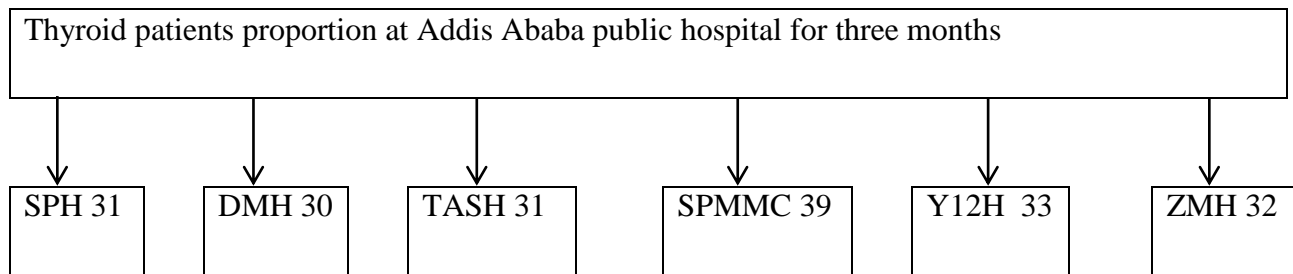 Thyroid patients proportion at Addis Ababa public hospital for three months
SPH 31
DMH 30
TASH 31
SPMMC 39
Y12H 33
ZMH 32